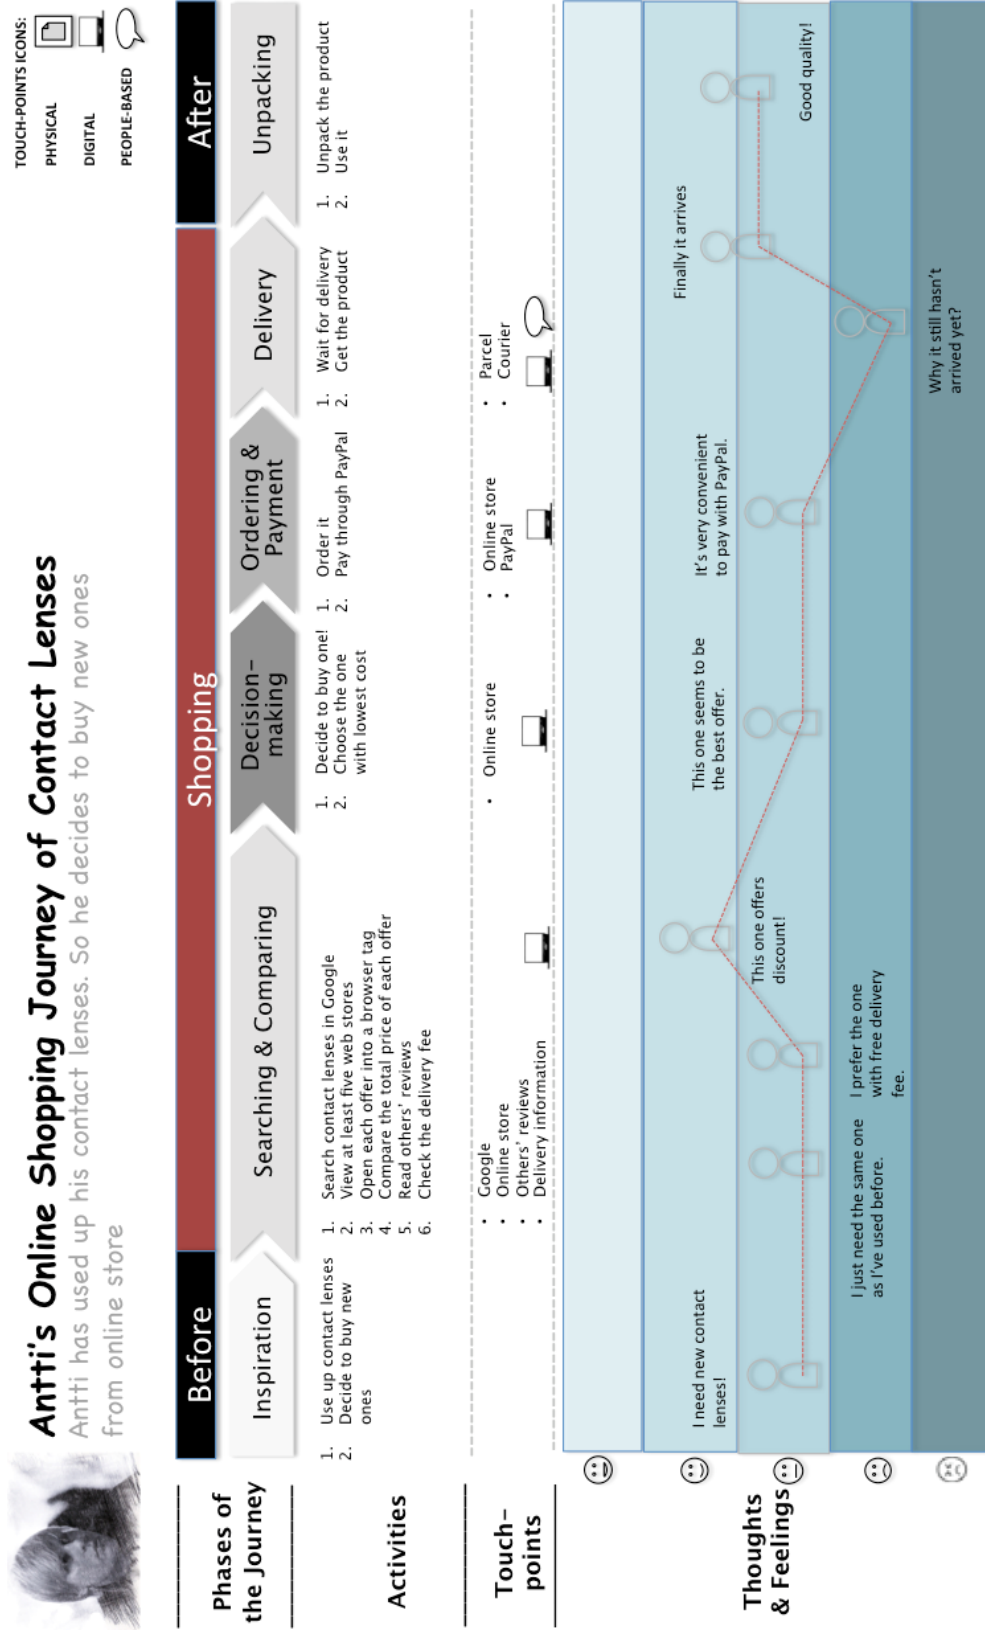 Antti's Online Shopping Journey of Contact Lenses
Antti has used up his contact lenses. So he decides to buy new ones
from online store
TOUCH-POINTS ICONS:
PHYSICAL
DIGITAL
PEOPLE-BASED
Phases of
the Journey
Before
Shopping
After
Inspiration
Searching & Comparing
Decision-
making
Ordering &
Payment
Delivery
Unpacking
Activities
1. Use up contact lenses
2. Decide to buy new
ones
1. Search contact lenses in Google
2. View at least five web stores
3. Open each offer into a browser tag
4. Compare the total price of each offer
5. Read others' reviews
6. Check the delivery fee
1. Decide to buy one!
2. Choose the one
with lowest cost
1. Order it
2. Pay through PayPal
1. Wait for delivery
2. Get the product
1. Unpack the product
2. Use it
Touch-
points
• Google
• Online store
• Others' reviews
• Delivery information
• Online store
• Online store
• PayPal
• Parcel
• Courier
Thoughts
& Feelings
I need new contact
lenses!
I just need the same one
as I've used before.
I prefer the one
with free delivery
fee.
This one offers
discount!
This one seems to be
the best offer.
It's very convenient
to pay with PayPal.
Why it still hasn't
arrived yet?
Finally it arrives
Good quality!